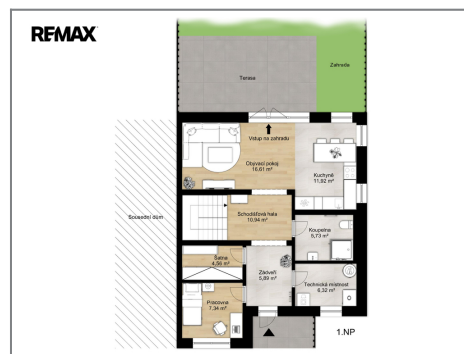 RE/MAX
Terasa
Zahrada
Vstup na zahradu
Obývací pokoj
16,61 m²
Kuchyně
11,92 m²
Sousední dům
Schodišťová hala
10,94 m²
Koupelna
5,73 m²
Šatna
4,56 m²
Zádveří
5,89 m²
Technická místnost
6,32 m²
Pracovna
7,34 m²
1.NP